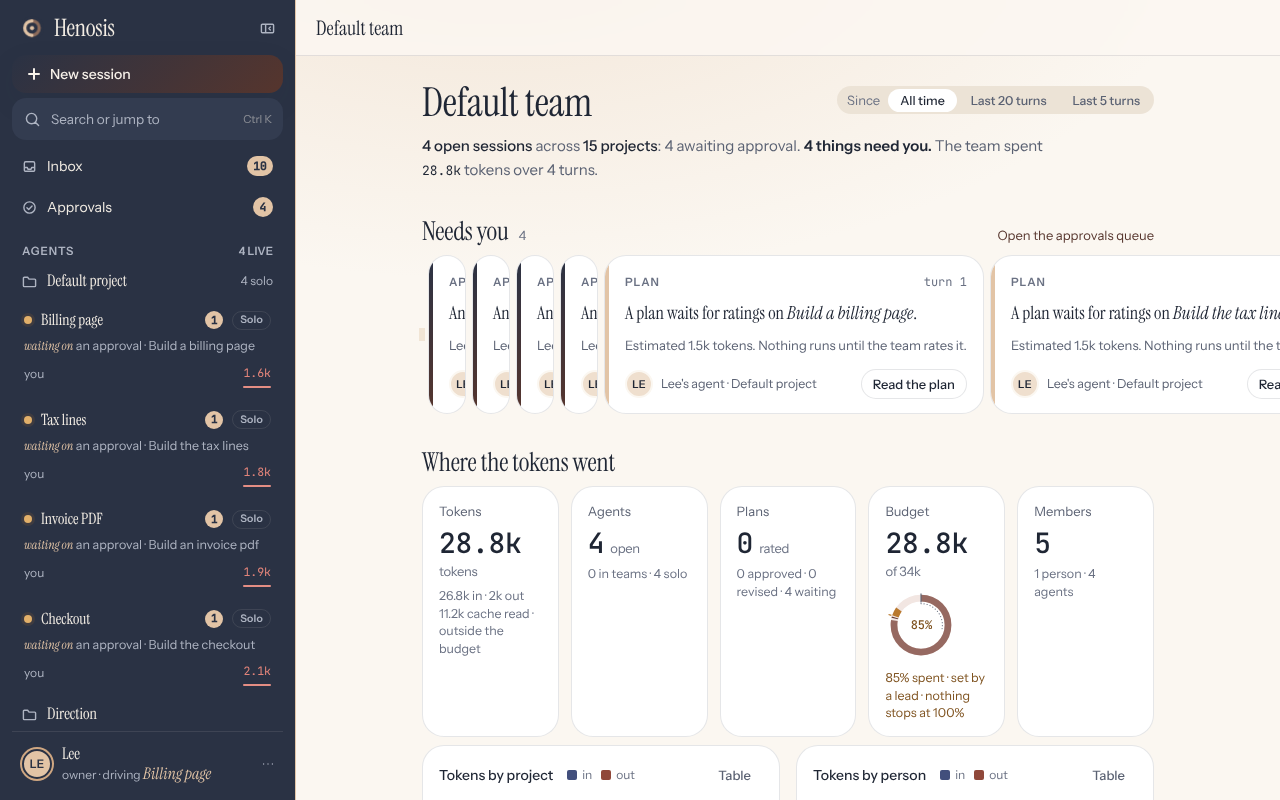 Henosis
New session
Search or jump to Ctrl K
Inbox 10
Approvals 4
AGENTS 4 LIVE
Default project 4 solo
Billing page 1 Solo
waiting on an approval · Build a billing page
you 1.6k
Tax lines 1 Solo
waiting on an approval · Build the tax lines
you 1.8k
Invoice PDF 1 Solo
waiting on an approval · Build an invoice pdf
you 1.9k
Checkout 1 Solo
waiting on an approval · Build the checkout
you 2.1k
Direction
LE Lee
owner · driving Billing page
Default team
Default team
Since All time Last 20 turns Last 5 turns
4 open sessions across 15 projects: 4 awaiting approval. 4 things need you. The team spent
28.8k tokens over 4 turns.
Needs you 4
Open the approvals queue
PLAN turn 1
A plan waits for ratings on Build a billing page.
Estimated 1.5k tokens. Nothing runs until the team rates it.
LE Lee's agent · Default project Read the plan
PLAN
A plan waits for ratings on Build the tax
Estimated 1.5k tokens. Nothing runs until the
LE Lee's agent · Default project
Where the tokens went
Tokens
28.8k
tokens
26.8k in · 2k out
11.2k cache read ·
outside the
budget
Agents
4 open
0 in teams · 4 solo
Plans
0 rated
0 approved · 0
revised · 4 waiting
Budget
28.8k
of 34k
85%
85% spent · set by
a lead · nothing
stops at 100%
Members
5
1 person · 4
agents
Tokens by project in out Table
Tokens by person in out Table